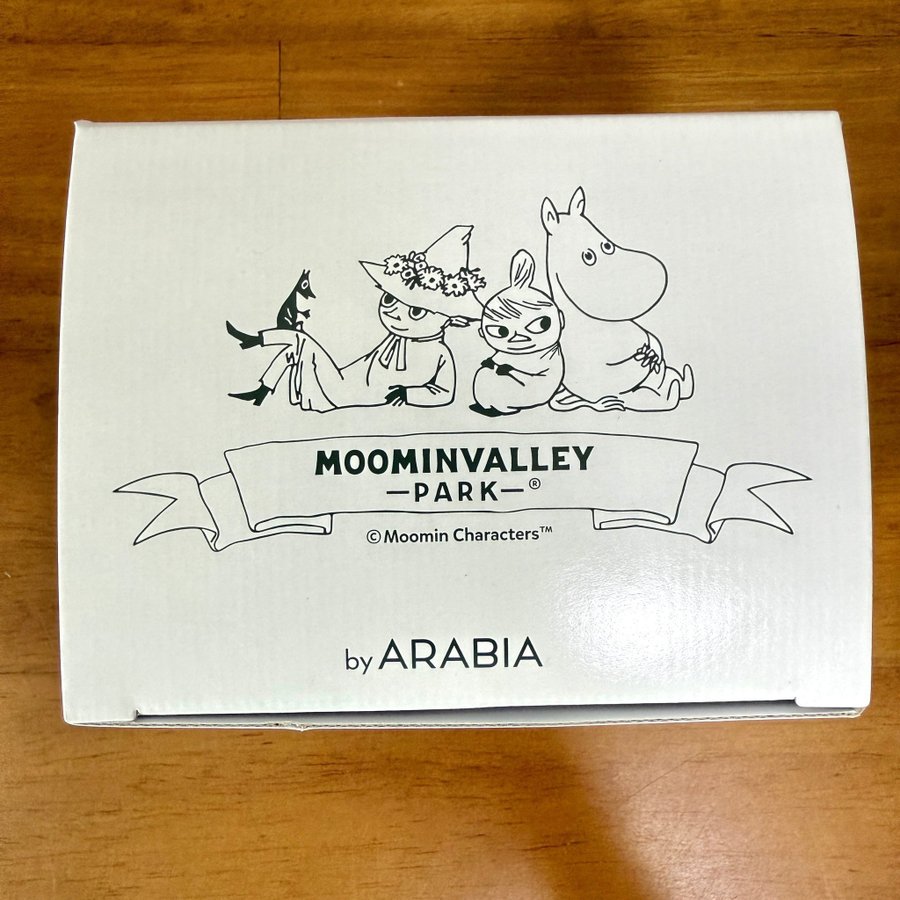 MOOMINVALLEY
—PARK—®
©Moomin Characters™
by ARABIA